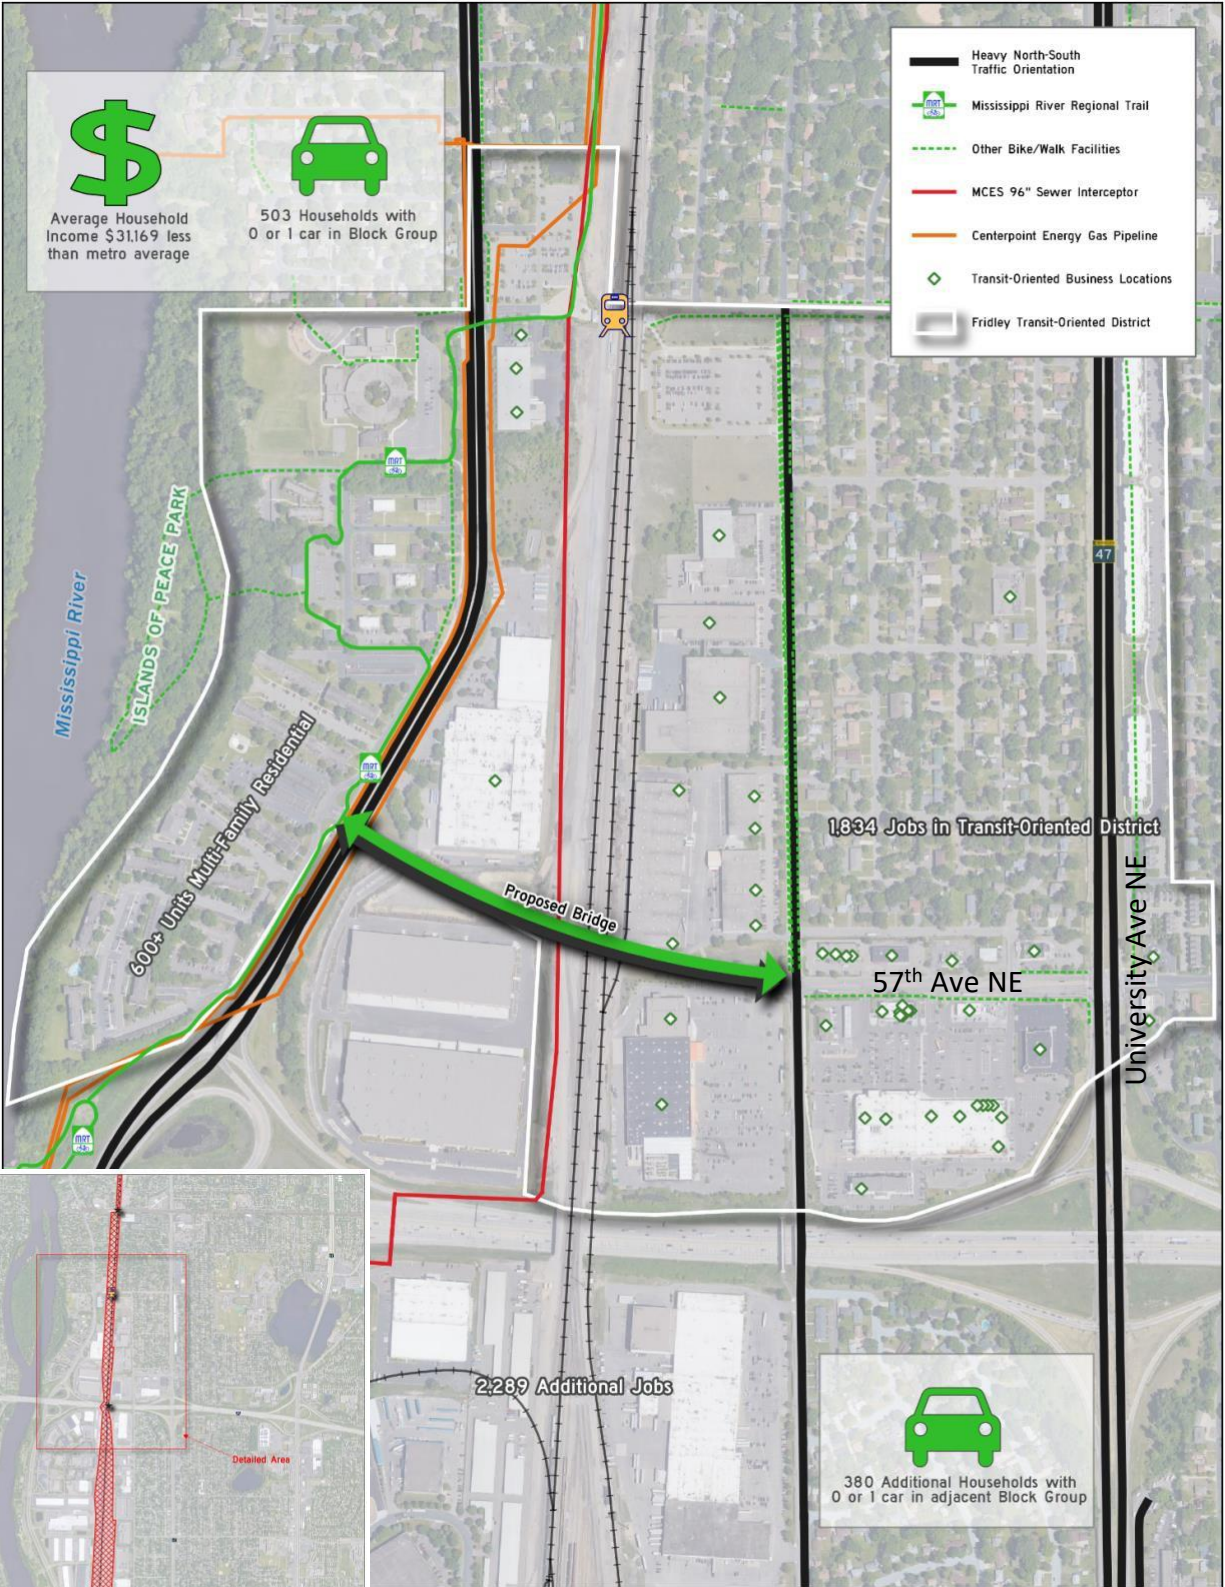 Heavy North-South
Traffic Orientation
MRT
Mississippi River Regional Trail
Other Bike/Walk Facilities
MCES 96" Sewer Interceptor
Centerpoint Energy Gas Pipeline
Transit-Oriented Business Locations
Fridley Transit-Oriented District
$
Average Household
Income $31,169 less
than metro average
503 Households with
0 or 1 car in Block Group
MRT
47
ISLANDS OF PEACE PARK
Mississippi River
600+ Units Multi-Family Residential
MRT
1,834 Jobs in Transit-Oriented District
Proposed Bridge
57th Ave NE
University Ave NE
MRT
2,289 Additional Jobs
Detailed Area
380 Additional Households with
0 or 1 car in adjacent Block Group